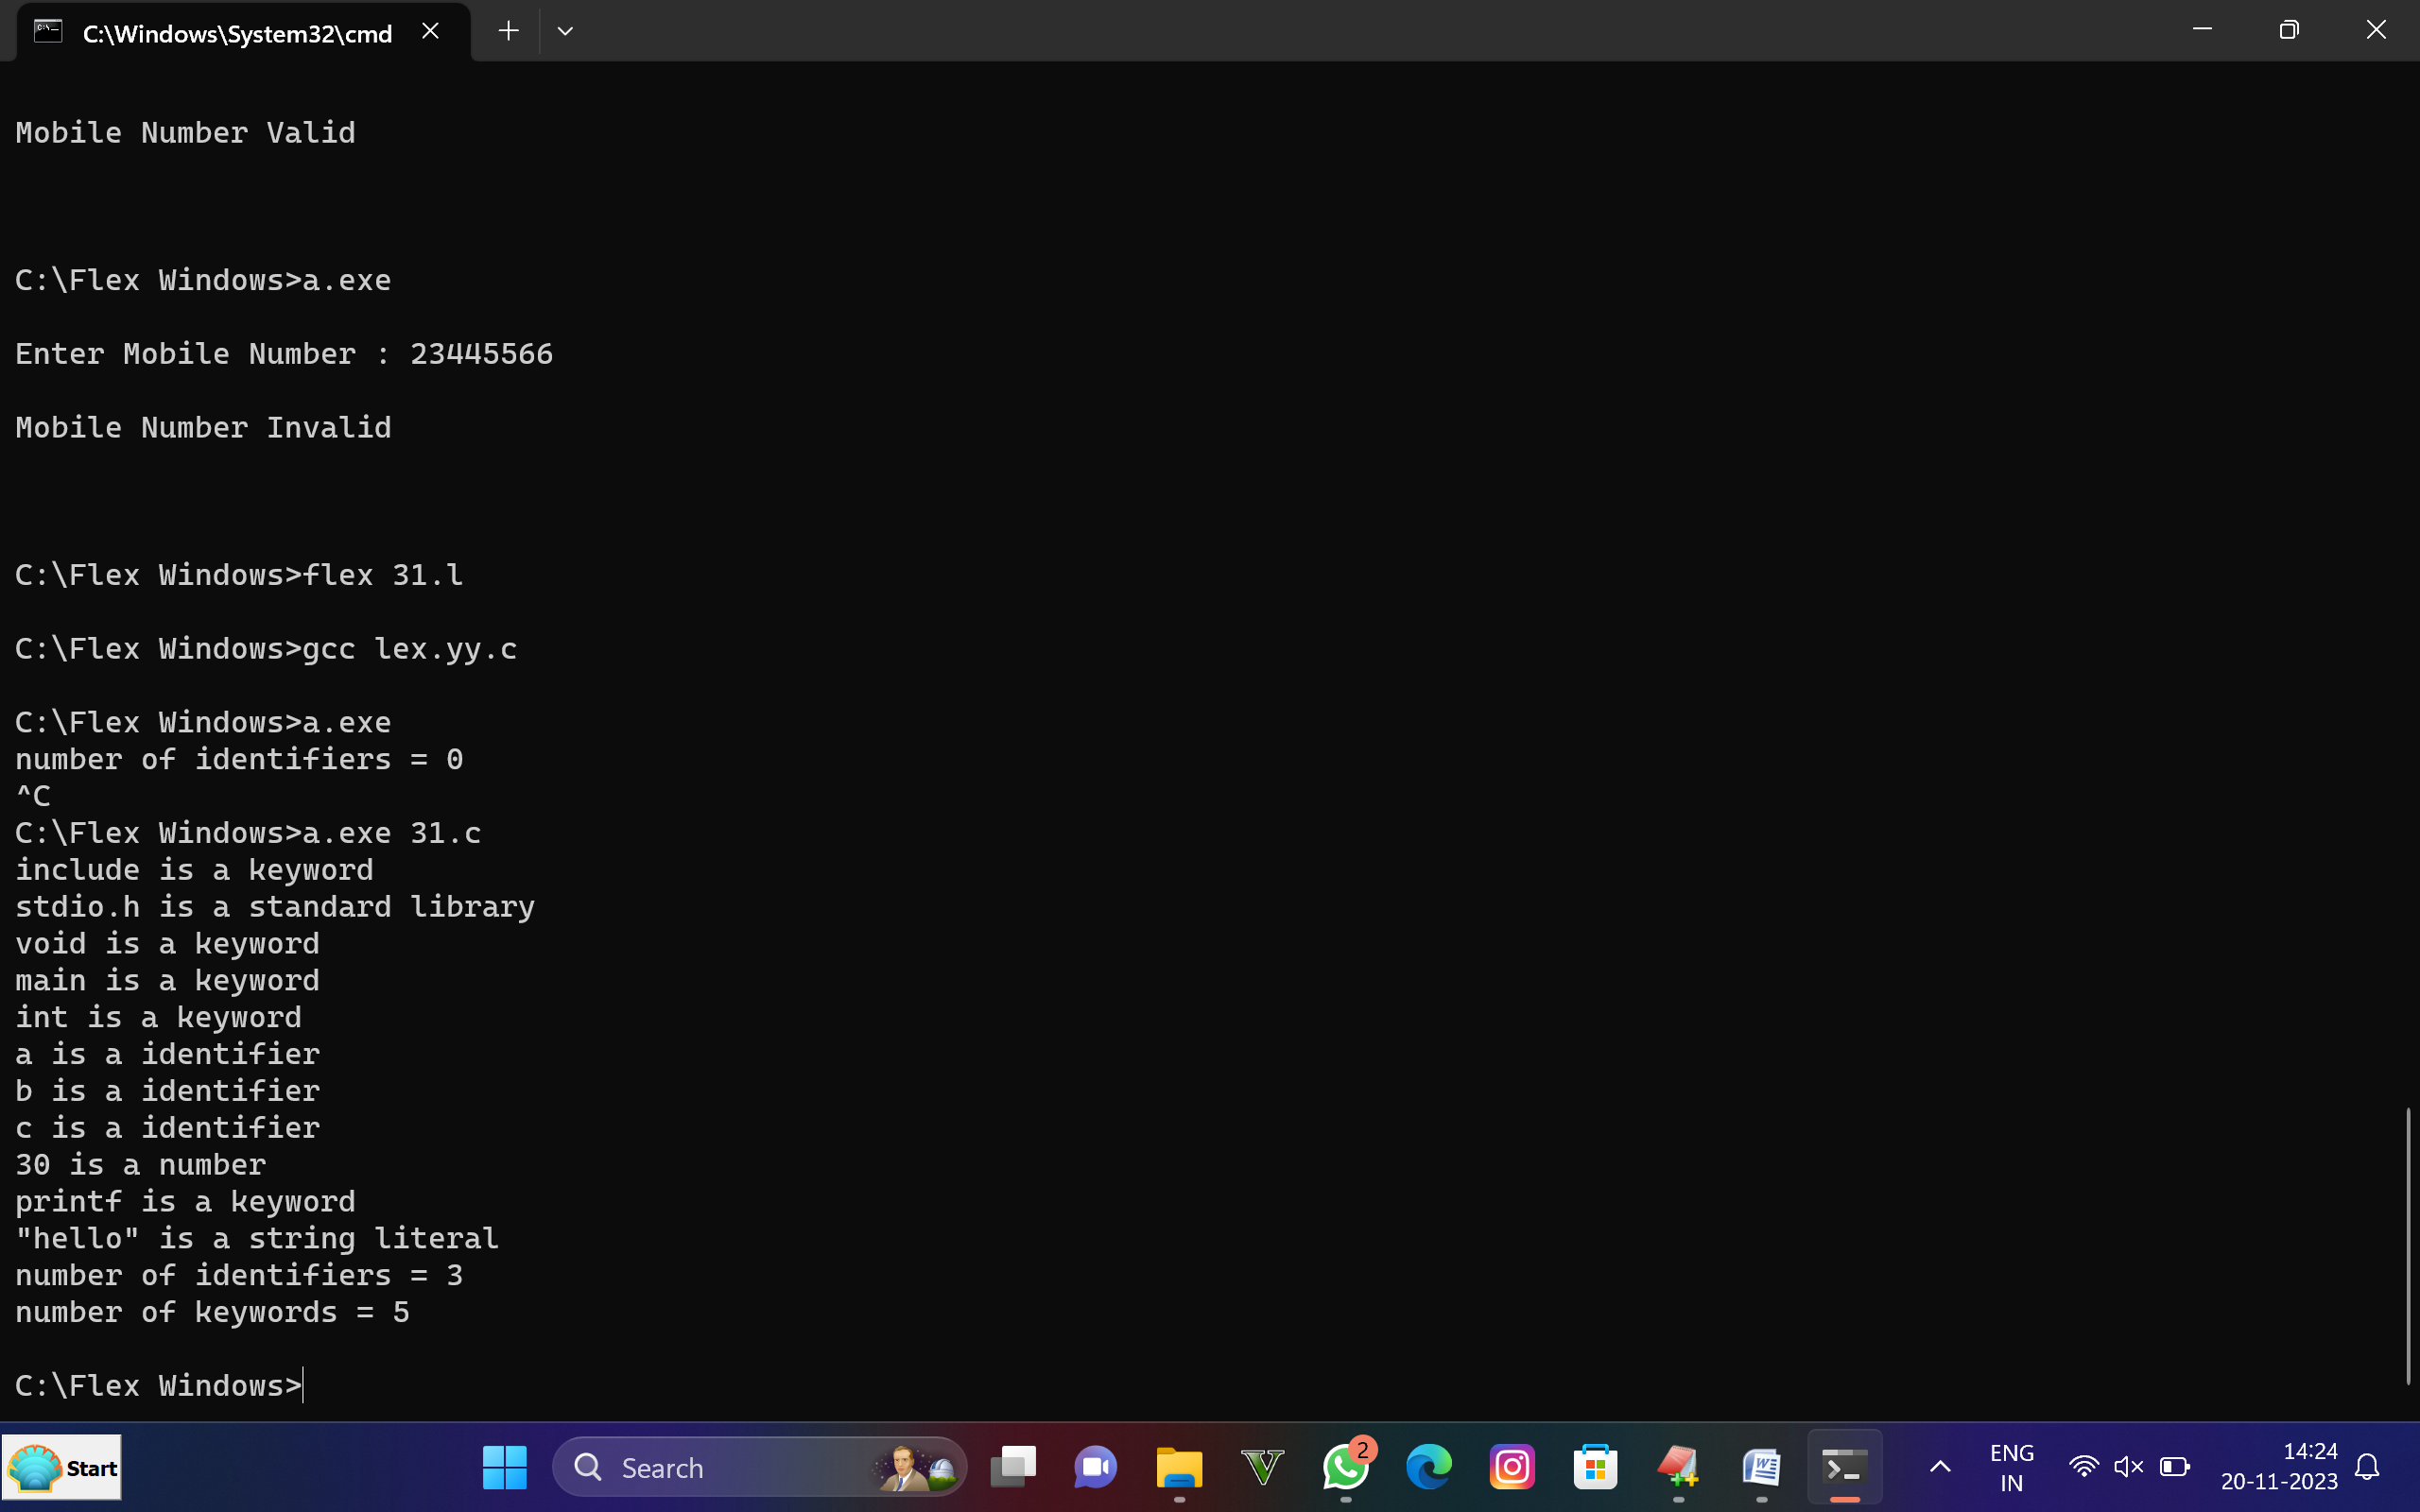 C:\Windows\System32\cmd
Mobile Number Valid
C:\Flex Windows>a.exe
Enter Mobile Number : 23445566
Mobile Number Invalid
C:\Flex Windows>flex 31.l
C:\Flex Windows>gcc lex.yy.c
C:\Flex Windows>a.exe
number of identifiers = 0
^C
C:\Flex Windows>a.exe 31.c
include is a keyword
stdio.h is a standard library
void is a keyword
main is a keyword
int is a keyword
a is a identifier
b is a identifier
c is a identifier
30 is a number
printf is a keyword
"hello" is a string literal
number of identifiers = 3
number of keywords = 5
C:\Flex Windows>
Start
Search
2
ENG
IN
14:24
20-11-2023